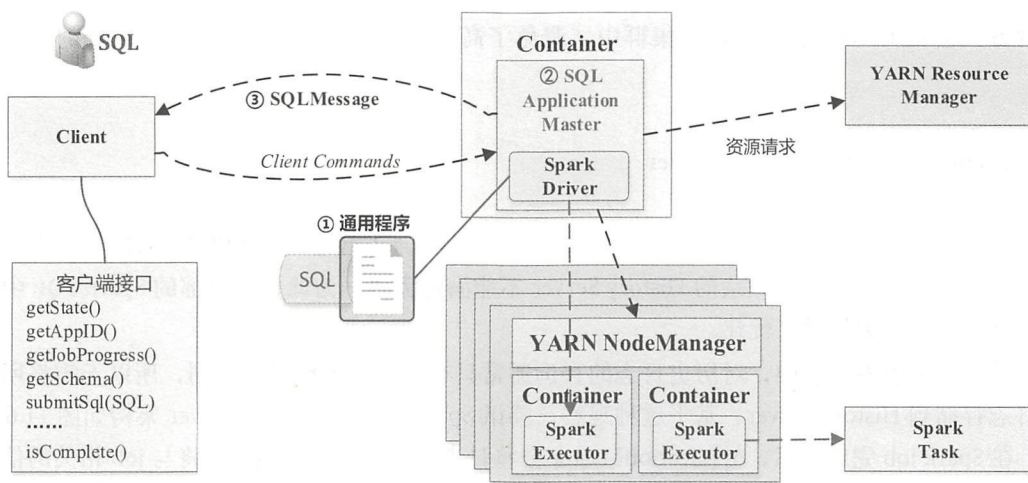 SQL
Container
② SQL
Application
Master
YARN Resource
Manager
③ SQLMessage
Client
Client Commands
资源请求
Spark
Driver
① 通用程序
SQL
客户端接口
getState()
getAppID()
getJobProgress()
getSchema()
submitSql(SQL)
……
isComplete()
YARN NodeManager
Container
Container
Spark
Executor
Spark
Executor
Spark
Task